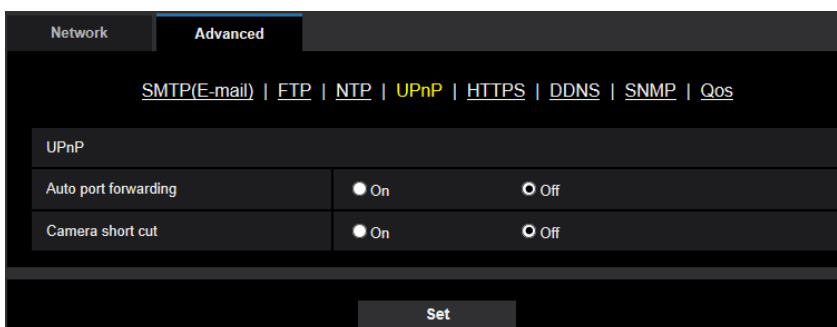 Network Advanced
SMTP(E-mail) | FTP | NTP | UPnP | HTTPS | DDNS | SNMP | Qos
UPnP
Auto port forwarding On Off
Camera short cut On Off
Set